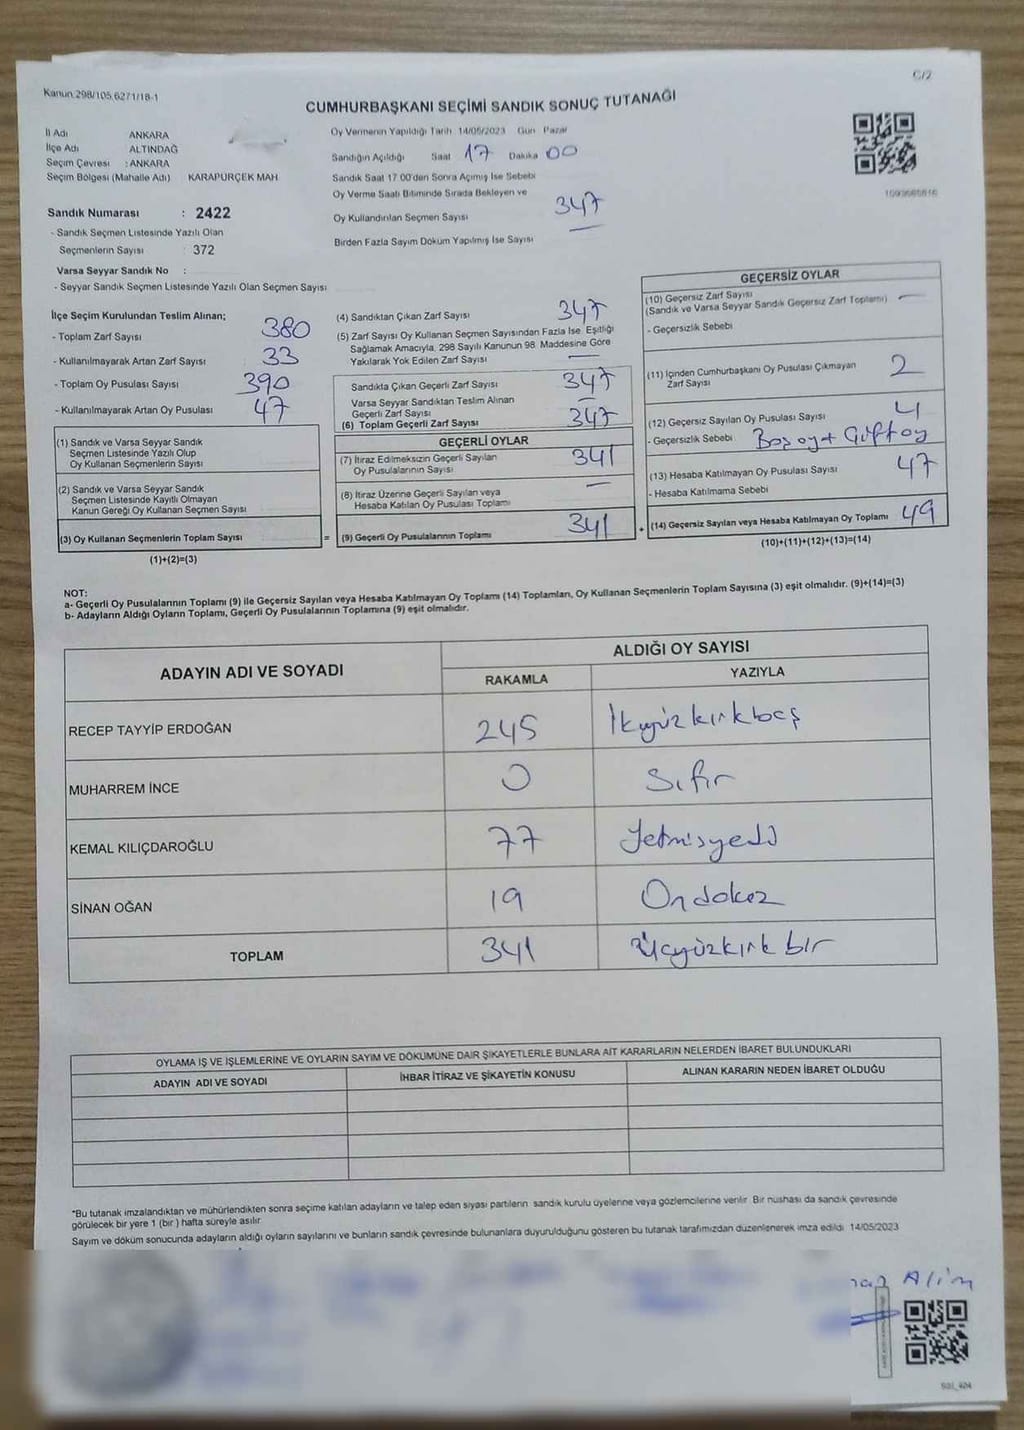 C/2
Kanun 298/105,6271/18-1
CUMHURBAŞKANI SEÇİMİ SANDIK SONUÇ TUTANAĞI
İl Adı ANKARA
İlçe Adı ALTINDAĞ
Seçim Çevresi : ANKARA
Seçim Bölgesi (Mahalle Adı) KARAPÜRÇEK MAH
Sandık Numarası : 2422
- Sandık Seçmen Listesinde Yazılı Olan
Seçmenlerin Sayısı : 372
Varsa Seyyar Sandık No :
- Seyyar Sandık Seçmen Listesinde Yazılı Olan Seçmen Sayısı
Oy Vermenin Yapıldığı Tarih 14/05/2023 Gün Pazar
Sandığın Açıldığı Saat 17 Dakika 00
Sandık Saat 17.00'den Sonra Açımış İse Sebebi
Oy Verme Saati Bitiminde Sırada Bekleyen ve
Oy Kullandırılan Seçmen Sayısı 347
Birden Fazla Sayım Döküm Yapılmış İse Sayısı
İlçe Seçim Kurulundan Teslim Alınan;
- Toplam Zarf Sayısı 380
- Kullanılmayarak Artan Zarf Sayısı 33
- Toplam Oy Pusulası Sayısı 390
- Kullanılmayarak Artan Oy Pusulası 47
(1) Sandık ve Varsa Seyyar Sandık
Seçmen Listesinde Yazılı Olup
Oy Kullanan Seçmenlerin Sayısı
(2) Sandık ve Varsa Seyyar Sandık
Seçmen Listesinde Kayıtlı Olmayan
Kanun Gereği Oy Kullanan Seçmen Sayısı
(3) Oy Kullanan Seçmenlerin Toplam Sayısı
(1)+(2)=(3)
(4) Sandıktan Çıkan Zarf Sayısı 347
(5) Zarf Sayısı Oy Kullanan Seçmen Sayısından Fazla İse, Eşitliği
Sağlamak Amacıyla, 298 Sayılı Kanunun 98. Maddesine Göre
Yakılarak Yok Edilen Zarf Sayısı —
Sandıkta Çıkan Geçerli Zarf Sayısı 347
Varsa Seyyar Sandıktan Teslim Alınan
Geçerli Zarf Sayısı —
(6) Toplam Geçerli Zarf Sayısı 347
GEÇERLİ OYLAR
(7) İtiraz Edilmeksizin Geçerli Sayılan
Oy Pusulalarının Sayısı 341
(8) İtiraz Üzerine Geçerli Sayılan veya
Hesaba Katılan Oy Pusulası Toplamı —
= (9) Geçerli Oy Pusulalarının Toplamı 341 +
GEÇERSİZ OYLAR
(10) Geçersiz Zarf Sayısı
(Sandık ve Varsa Seyyar Sandık Geçersiz Zarf Toplamı) —
- Geçersizlik Sebebi
(11) İçinden Cumhurbaşkanı Oy Pusulası Çıkmayan
Zarf Sayısı 2
(12) Geçersiz Sayılan Oy Pusulası Sayısı 4
- Geçersizlik Sebebi Boş oy + Çift oy
(13) Hesaba Katılmayan Oy Pusulası Sayısı 47
- Hesaba Katılmama Sebebi
(14) Geçersiz Sayılan veya Hesaba Katılmayan Oy Toplamı 49
(10)+(11)+(12)+(13)=(14)
NOT:
a- Geçerli Oy Pusulalarının Toplamı (9) ile Geçersiz Sayılan veya Hesaba Katılmayan Oy Toplamı (14) Toplamları, Oy Kullanan Seçmenlerin Toplam Sayısına (3) eşit olmalıdır. (9)+(14)=(3)
b- Adayların Aldığı Oyların Toplamı, Geçerli Oy Pusulalarının Toplamına (9) eşit olmalıdır.
ADAYIN ADI VE SOYADI ALDIĞI OY SAYISI
RAKAMLA YAZIYLA
RECEP TAYYİP ERDOĞAN 245 İkiyüzkırkbeş
MUHARREM İNCE 0 Sıfır
KEMAL KILIÇDAROĞLU 77 Yetmişyedi
SİNAN OĞAN 19 Ondokuz
TOPLAM 341 Üçyüzkırk bir
OYLAMA İŞ VE İŞLEMLERİNE VE OYLARIN SAYIM VE DÖKÜMÜNE DAİR ŞİKAYETLERLE BUNLARA AİT KARARLARIN NELERDEN İBARET BULUNDUKLARI
ADAYIN ADI VE SOYADI İHBAR İTİRAZ VE ŞİKAYETİN KONUSU ALINAN KARARIN NEDEN İBARET OLDUĞU
*Bu tutanak imzalandıktan ve mühürlendikten sonra seçime katılan adayların ve talep eden siyasi partilerin sandık kurulu üyelerine veya gözlemcilerine verilir. Bir nüshası da sandık çevresinde
görülecek bir yere 1 (bir) hafta süreyle asılır.
Sayım ve döküm sonucunda adayların aldığı oyların sayılarını ve bunların sandık çevresinde bulunanlara duyurulduğunu gösteren bu tutanak tarafımızdan düzenlenerek imza edildi. 14/05/2023
Alim